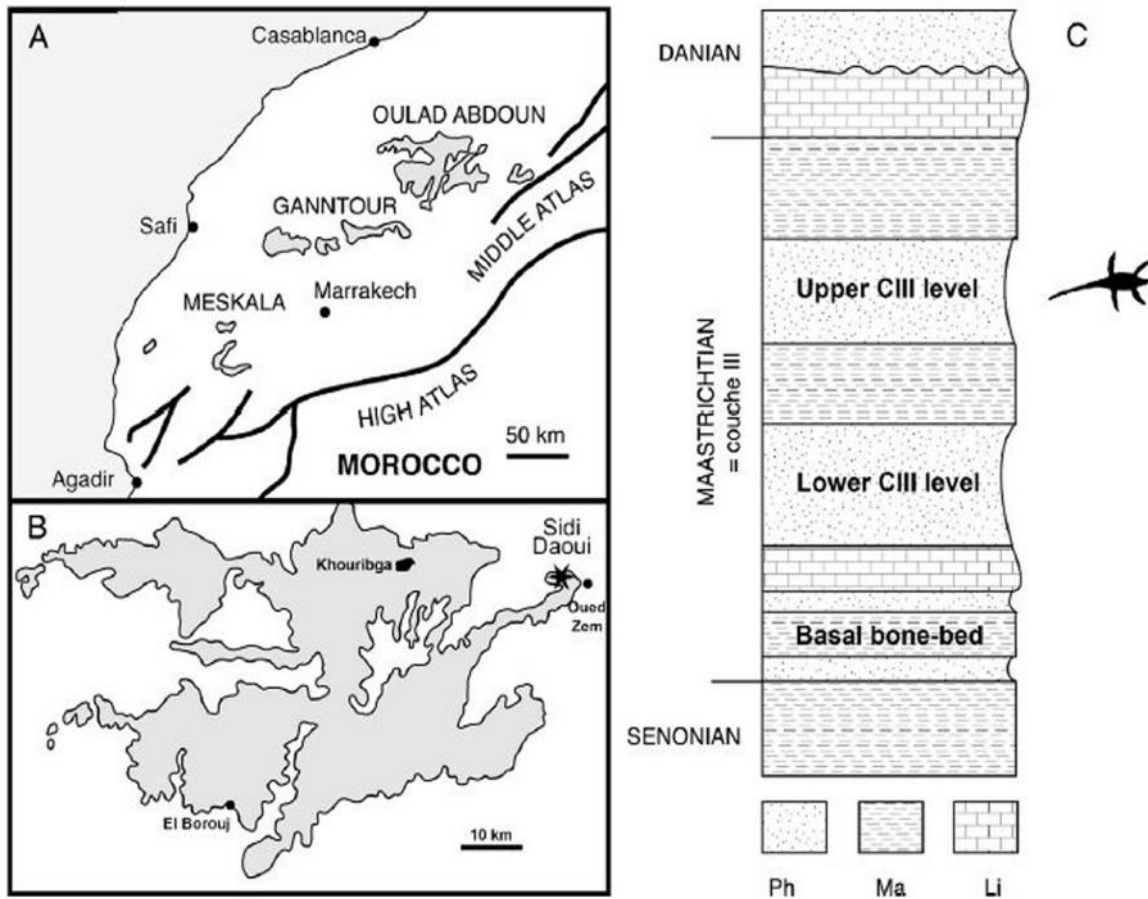 A
Casablanca
OULAD ABDOUN
GANNTOUR
MIDDLE ATLAS
Safi
Marrakech
MESKALA
HIGH ATLAS
MOROCCO
50 km
Agadir
B
Sidi
Daoui
Khouribga
Oued
Zem
El Borouj
10 km
C
DANIAN
Upper CIII level
MAASTRICHTIAN
= couche III
Lower CIII level
Basal bone-bed
SENONIAN
Ph
Ma
Li